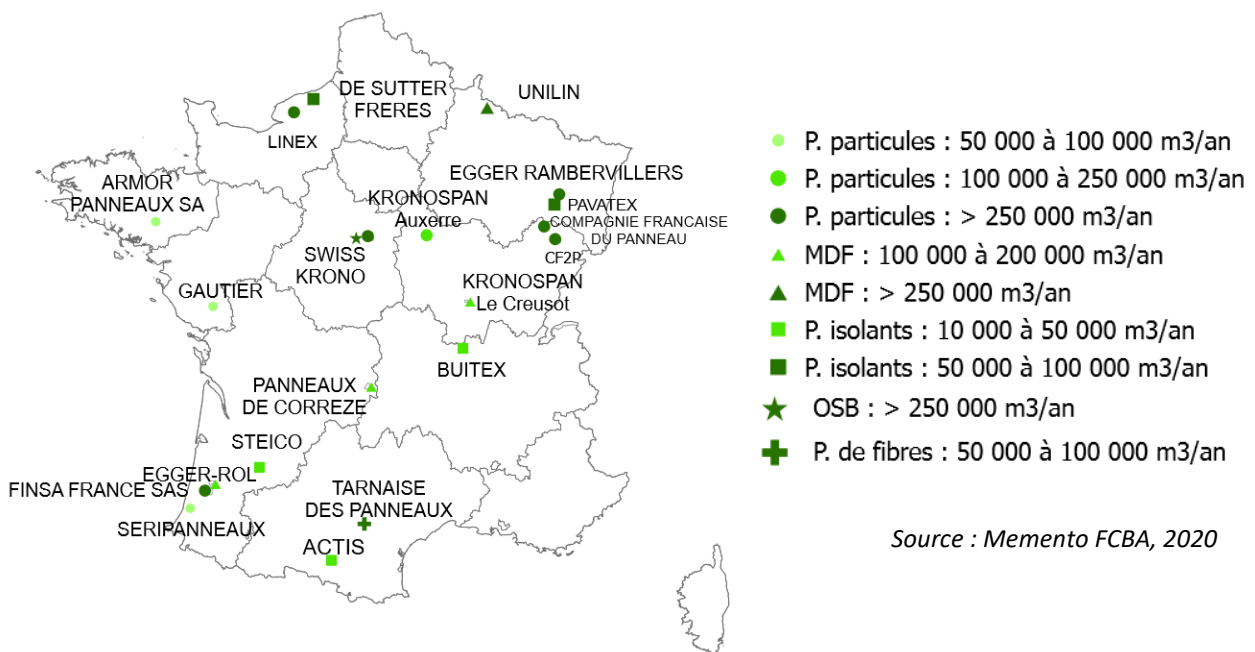 DE SUTTER
FRERES
UNILIN
LINEX
ARMOR
PANNEAUX SA
EGGER RAMBERVILLERS
KRONOSPAN
Auxerre
PAVATEX
COMPAGNIE FRANCAISE
DU PANNEAU
CF2P
SWISS
KRONO
GAUTIER
KRONOSPAN
Le Creusot
BUITEX
PANNEAUX
DE CORREZE
STEICO
EGGER-ROL
FINSA FRANCE SAS
SERIPANNEAUX
TARNAISE
DES PANNEAUX
ACTIS
P. particules : 50 000 à 100 000 m3/an
P. particules : 100 000 à 250 000 m3/an
P. particules : > 250 000 m3/an
MDF : 100 000 à 200 000 m3/an
MDF : > 250 000 m3/an
P. isolants : 10 000 à 50 000 m3/an
P. isolants : 50 000 à 100 000 m3/an
OSB : > 250 000 m3/an
P. de fibres : 50 000 à 100 000 m3/an
Source : Memento FCBA, 2020